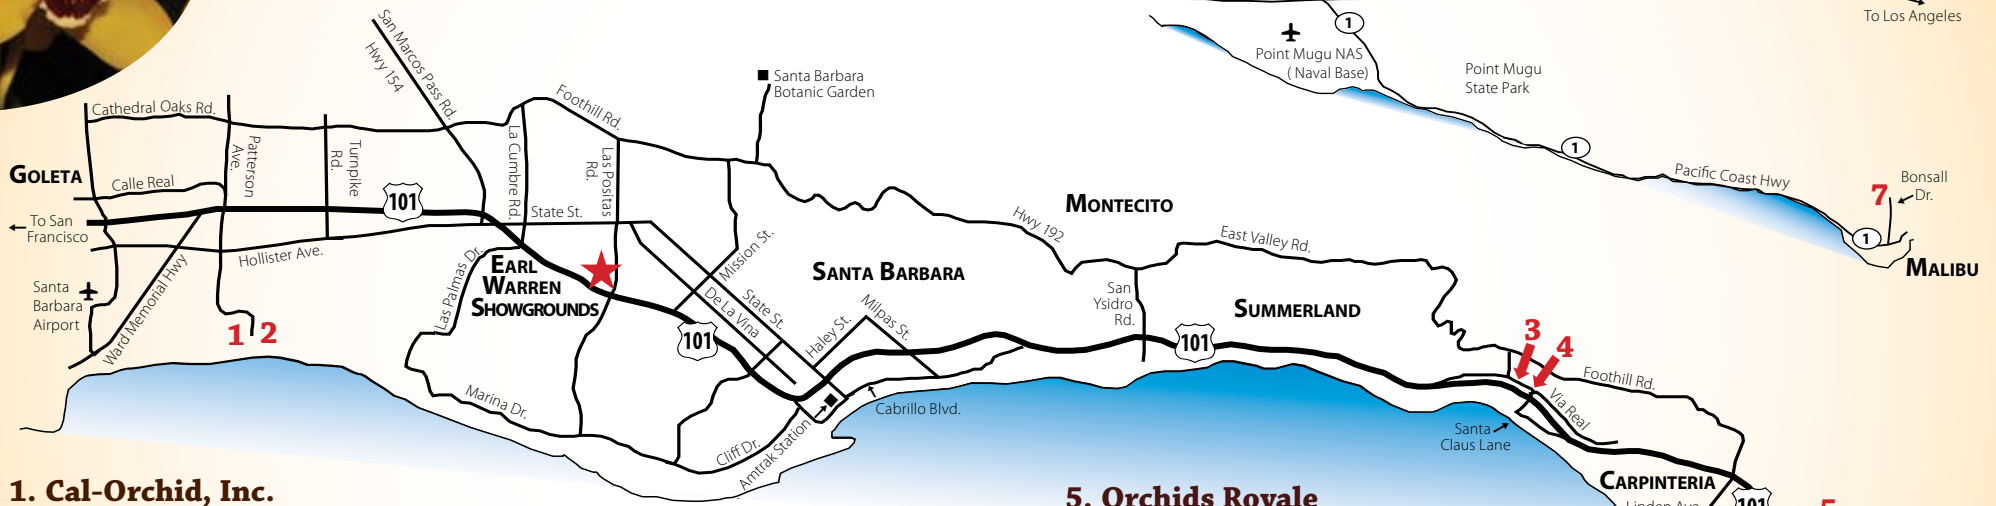 To Los Angeles
1
Point Mugu NAS
( Naval Base)
Point Mugu
State Park
1
Pacific Coast Hwy
7
Bonsall
Dr.
1
MALIBU
San Marcos Pass Rd.
Hwy 154
Cathedral Oaks Rd.
Foothill Rd.
Santa Barbara
Botanic Garden
Patterson
Ave.
Turnpike
Rd.
La Cumbre Rd.
Las Positas
Rd.
GOLETA
Calle Real
101
State St.
To San
Francisco
Hollister Ave.
Ward Memorial Hwy
Santa
Barbara
Airport
1 2
Las Palmas Dr.
EARL
WARREN
SHOWGROUNDS
Mission St.
State St.
De La Vina
101
Haley St.
Milpas St.
SANTA BARBARA
Hwy 192
MONTECITO
East Valley Rd.
San
Ysidro
Rd.
SUMMERLAND
101
Marina Dr.
Cliff Dr.
Amtrak Station
Cabrillo Blvd.
3
4
Foothill Rd.
Via Real
Santa
Claus Lane
CARPINTERIA
Linden Ave.
101
5
1. Cal-Orchid, Inc.
5. Orchids Royale